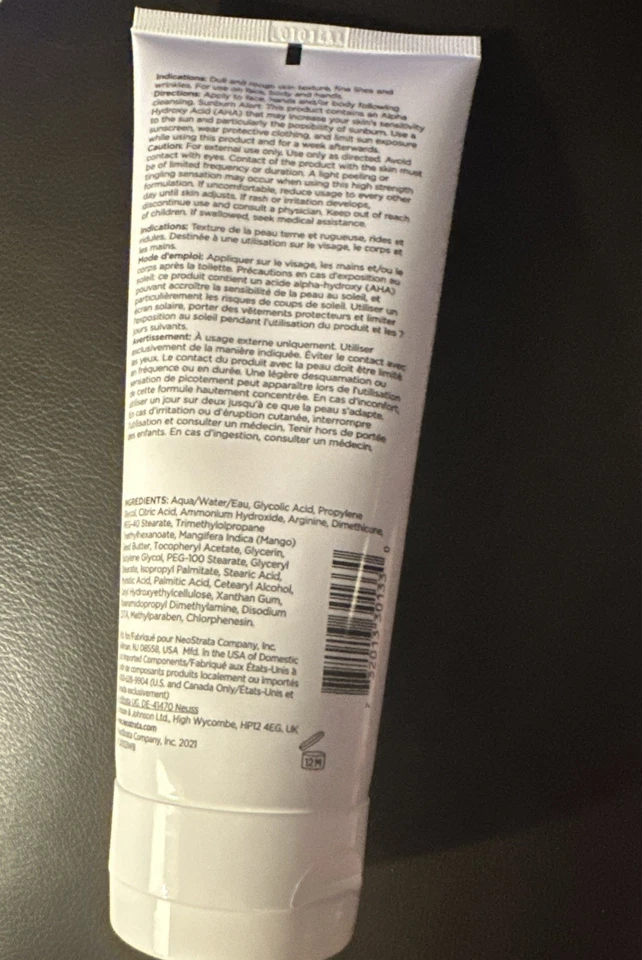 Indications: Dull and rough skin texture, fine lines and
wrinkles. For use on face, body and hands.
Directions: Apply to face, hands and/or body following
cleansing. Sunburn Alert: This product contains an Alpha
Hydroxy Acid (AHA) that may increase your skin's sensitivity
to the sun and particularly the possibility of sunburn. Use a
sunscreen, wear protective clothing, and limit sun exposure
while using this product and for a week afterwards.
Caution: For external use only. Use only as directed. Avoid
contact with eyes. Contact of the product with the skin must
be of limited frequency or duration. A light peeling or
tingling sensation may occur when using this high strength
formulation. If uncomfortable, reduce usage to every other
day until skin adjusts. If rash or irritation develops,
discontinue use and consult a physician. Keep out of reach
of children. If swallowed, seek medical assistance.
Indications: Texture de la peau terne et rugueuse, rides et
ridules. Destinée à une utilisation sur le visage, le corps et
les mains.
Mode d'emploi: Appliquer sur le visage, les mains et/ou le
corps après la toilette. Précautions en cas d'exposition au
soleil: ce produit contient un acide alpha-hydroxy (AHA)
pouvant accroître la sensibilité de la peau au soleil, et
particulièrement les risques de coups de soleil. Utiliser un
écran solaire, porter des vêtements protecteurs et limiter
l'exposition au soleil pendant l'utilisation du produit et les 7
jours suivants.
Avertissement: À usage externe uniquement. Utiliser
exclusivement de la manière indiquée. Éviter le contact avec
les yeux. Le contact du produit avec la peau doit être limité
en fréquence ou en durée. Une légère desquamation ou
sensation de picotement peut apparaître lors de l'utilisation
de cette formule hautement concentrée. En cas d'inconfort,
utiliser un jour sur deux jusqu'à ce que la peau s'adapte.
En cas d'irritation ou d'éruption cutanée, interrompre
l'utilisation et consulter un médecin. Tenir hors de portée
des enfants. En cas d'ingestion, consulter un médecin.
INGREDIENTS: Aqua/Water/Eau, Glycolic Acid, Propylene
Citric Acid, Ammonium Hydroxide, Arginine, Dimethicone,
PEG-40 Stearate, Trimethylolpropane
Mangifera Indica (Mango)
Seed Butter, Tocopheryl Acetate, Glycerin,
Glycol, PEG-100 Stearate, Glyceryl
Stearate, Isopropyl Palmitate, Stearic Acid,
Acid, Palmitic Acid, Cetearyl Alcohol,
Hydroxyethylcellulose, Xanthan Gum,
Dimethylamine, Disodium
Methylparaben, Chlorphenesin.
for/Fabriqué pour NeoStrata Company, Inc.
NJ 08558, USA Mfd. in the USA of Domestic
Imported Components/Fabriqué aux États-Unis à
de composants produits localement ou importés
(U.S. and Canada Only/États-Unis et
exclusivement)
DE-41470 Neuss
Johnson Ltd., High Wycombe, HP12 4EG, UK
Company, Inc. 2021
12M